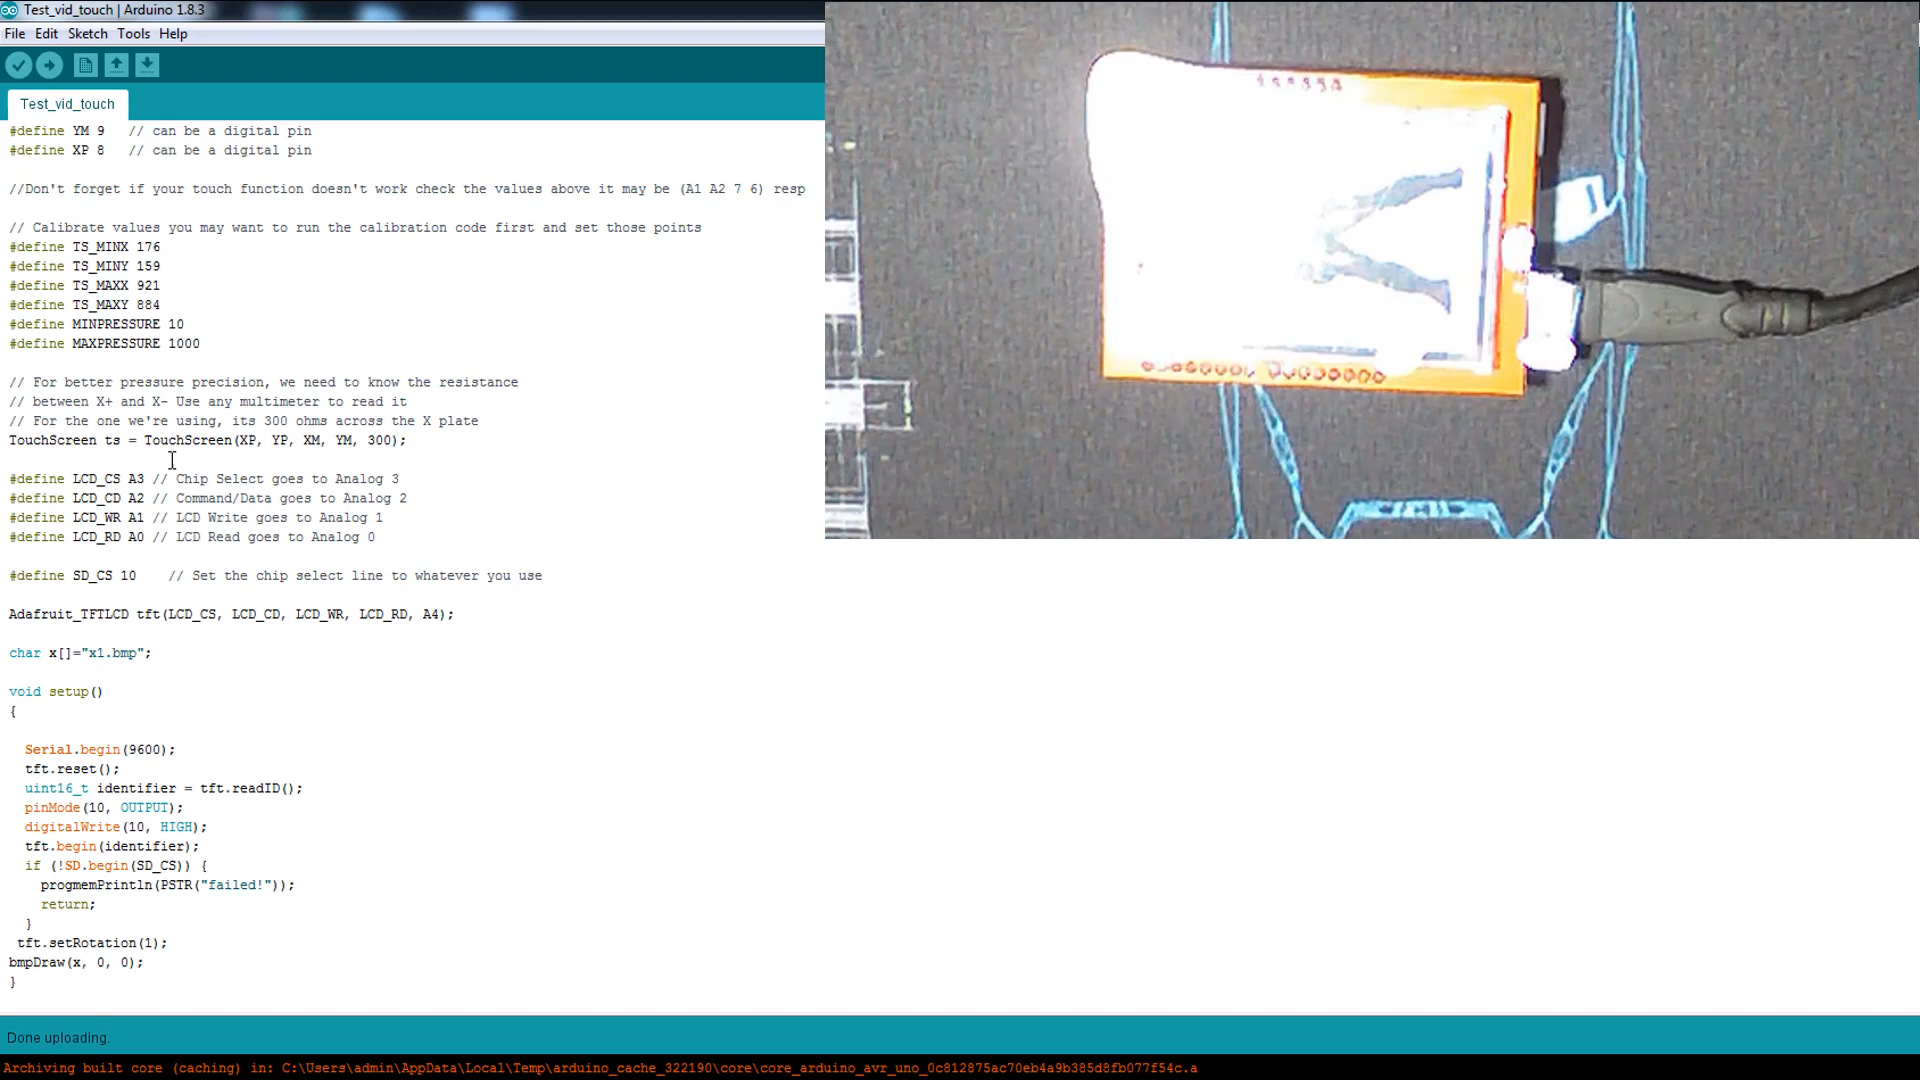 Test_vid_touch | Arduino 1.8.3
File Edit Sketch Tools Help
Test_vid_touch
#define YM 9 // can be a digital pin
#define XP 8 // can be a digital pin
//Don't forget if your touch function doesn't work check the values above it may be (A1 A2 7 6) resp
// Calibrate values you may want to run the calibration code first and set those points
#define TS_MINX 176
#define TS_MINY 159
#define TS_MAXX 921
#define TS_MAXY 884
#define MINPRESSURE 10
#define MAXPRESSURE 1000
// For better pressure precision, we need to know the resistance
// between X+ and X- Use any multimeter to read it
// For the one we're using, its 300 ohms across the X plate
TouchScreen ts = TouchScreen(XP, YP, XM, YM, 300);
#define LCD_CS A3 // Chip Select goes to Analog 3
#define LCD_CD A2 // Command/Data goes to Analog 2
#define LCD_WR A1 // LCD Write goes to Analog 1
#define LCD_RD A0 // LCD Read goes to Analog 0
#define SD_CS 10 // Set the chip select line to whatever you use
Adafruit_TFTLCD tft(LCD_CS, LCD_CD, LCD_WR, LCD_RD, A4);
char x[]="x1.bmp";
void setup()
{
Serial.begin(9600);
tft.reset();
uint16_t identifier = tft.readID();
pinMode(10, OUTPUT);
digitalWrite(10, HIGH);
tft.begin(identifier);
if (!SD.begin(SD_CS)) {
progmemPrintln(PSTR("failed!"));
return;
}
tft.setRotation(1);
bmpDraw(x, 0, 0);
}
Done uploading.
Archiving built core (caching) in: C:\Users\admin\AppData\Local\Temp\arduino_cache_322190\core\core_arduino_avr_uno_0c812875ac70eb4a9b385d8fb077f54c.a